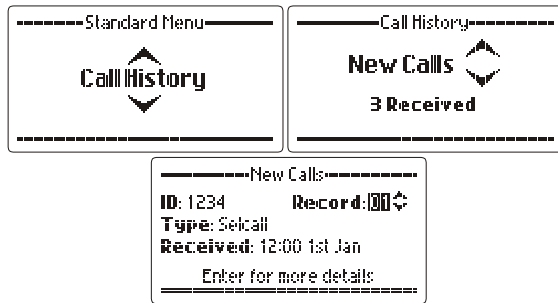 Standard Menu
Call History
Call History
New Calls
3 Received
New Calls
ID: 1234 Record: 01
Type: Selcall
Received: 12:00 1st Jan
Enter for more details